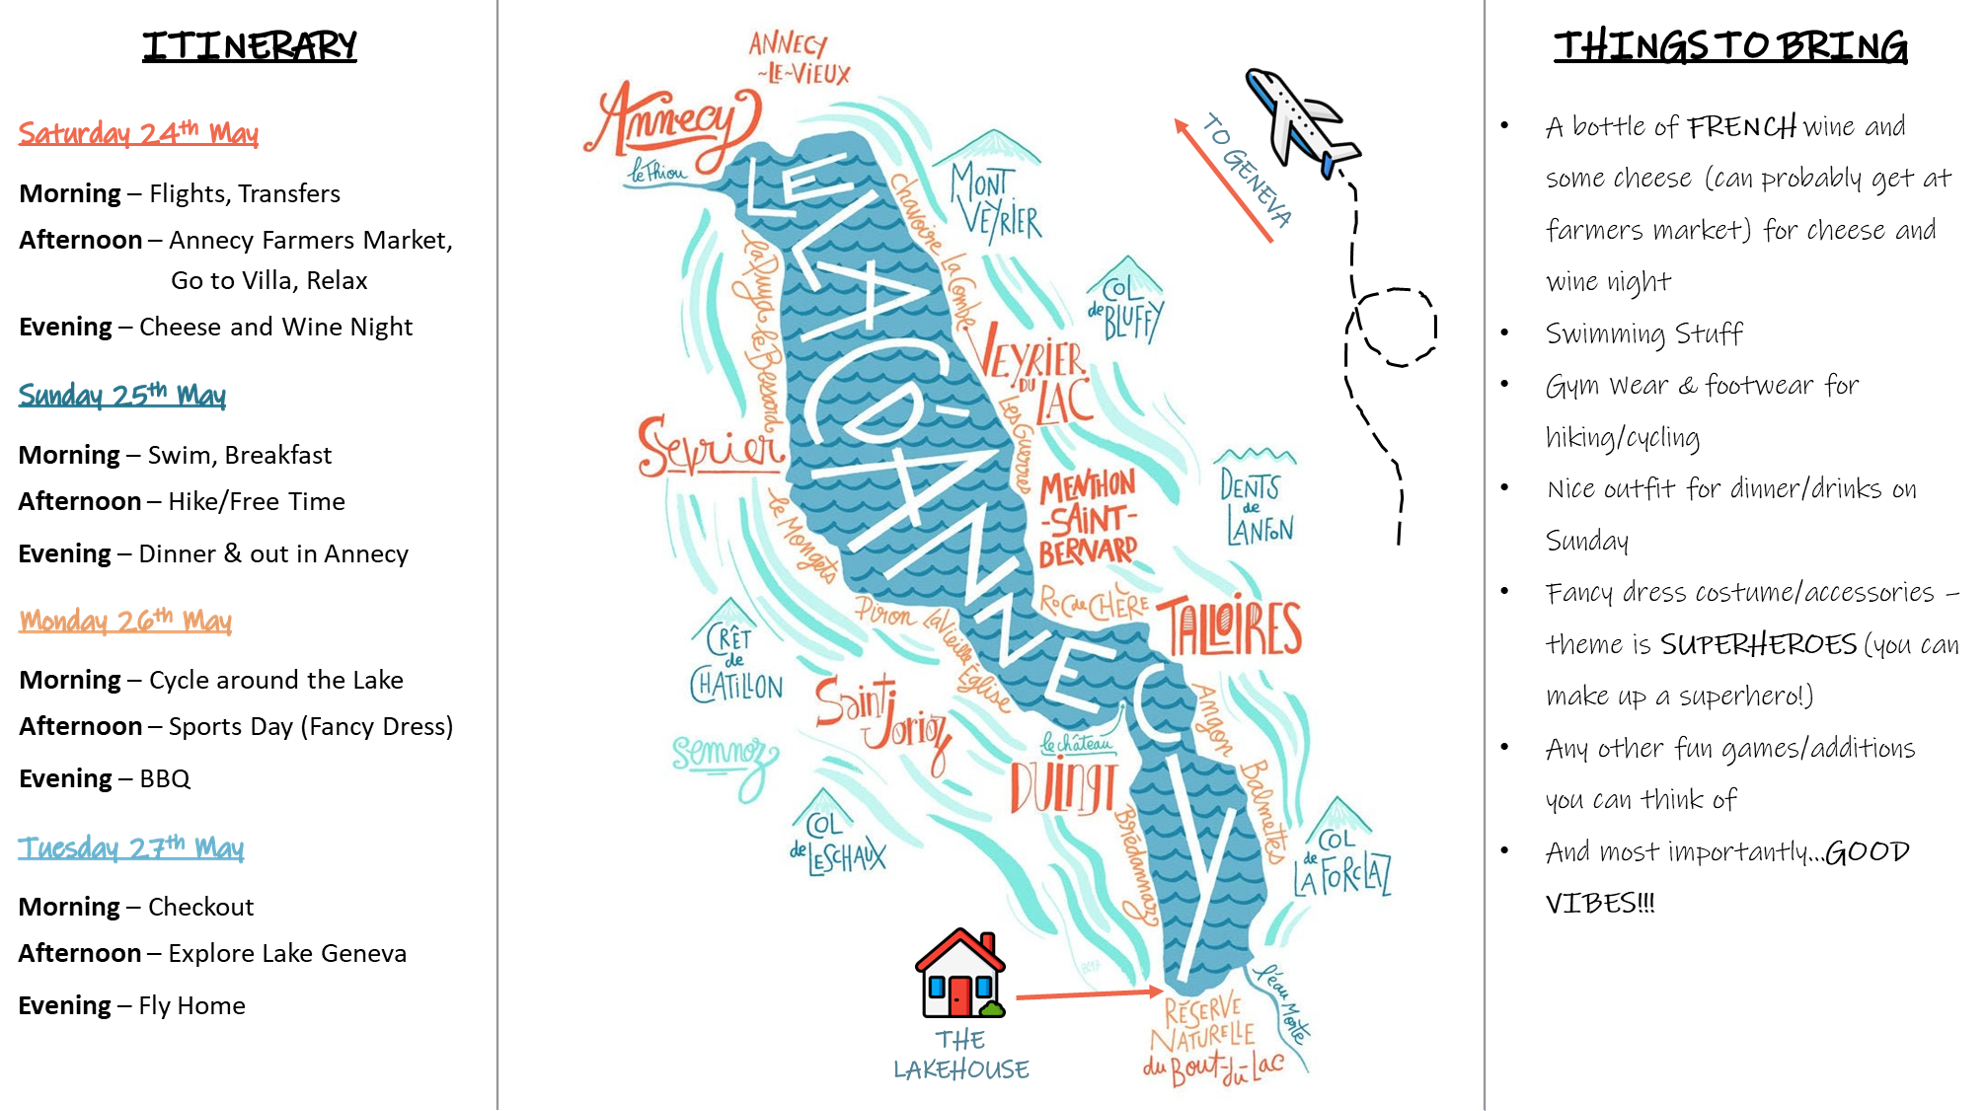 ITINERARY
Saturday 24th May
Morning – Flights, Transfers
Afternoon – Annecy Farmers Market,
Go to Villa, Relax
Evening – Cheese and Wine Night
Sunday 25th May
Morning – Swim, Breakfast
Afternoon – Hike/Free Time
Evening – Dinner & out in Annecy
Monday 26th May
Morning – Cycle around the Lake
Afternoon – Sports Day (Fancy Dress)
Evening – BBQ
Tuesday 27th May
Morning – Checkout
Afternoon – Explore Lake Geneva
Evening – Fly Home
ANNECY
~LE~VIEUX
Annecy
le Thiou
LE LAC D'ANNECY
MONT
VEYRIER
Chavoire
La Combe
la Puya
le Bessard
COL
de BLUFFY
VEYRIER
DU
LAC
Les Guerres
Sevrier
MENTHON
-SAINT-
BERNARD
DENTS
de
LANFON
le Mongets
Piron
La Vieille Église
ROC de CHÈRE
TALLOIRES
CRÊT
de
CHATILLON
Saint
Jorioz
Semnoz
le château
DUINGT
Angon
Balmettes
Brédannaz
COL
de LESCHAUX
COL
de
LA FORCLAZ
l'eau Morte
RÉSERVE
NATURELLE
du Bout-du-Lac
THE
LAKEHOUSE
TO GENEVA
THINGS TO BRING
• A bottle of FRENCH wine and
some cheese (can probably get at
farmers market) for cheese and
wine night
• Swimming Stuff
• Gym Wear & footwear for
hiking/cycling
• Nice outfit for dinner/drinks on
Sunday
• Fancy dress costume/accessories –
theme is SUPERHEROES (you can
make up a superhero!)
• Any other fun games/additions
you can think of
• And most importantly...GOOD
VIBES!!!